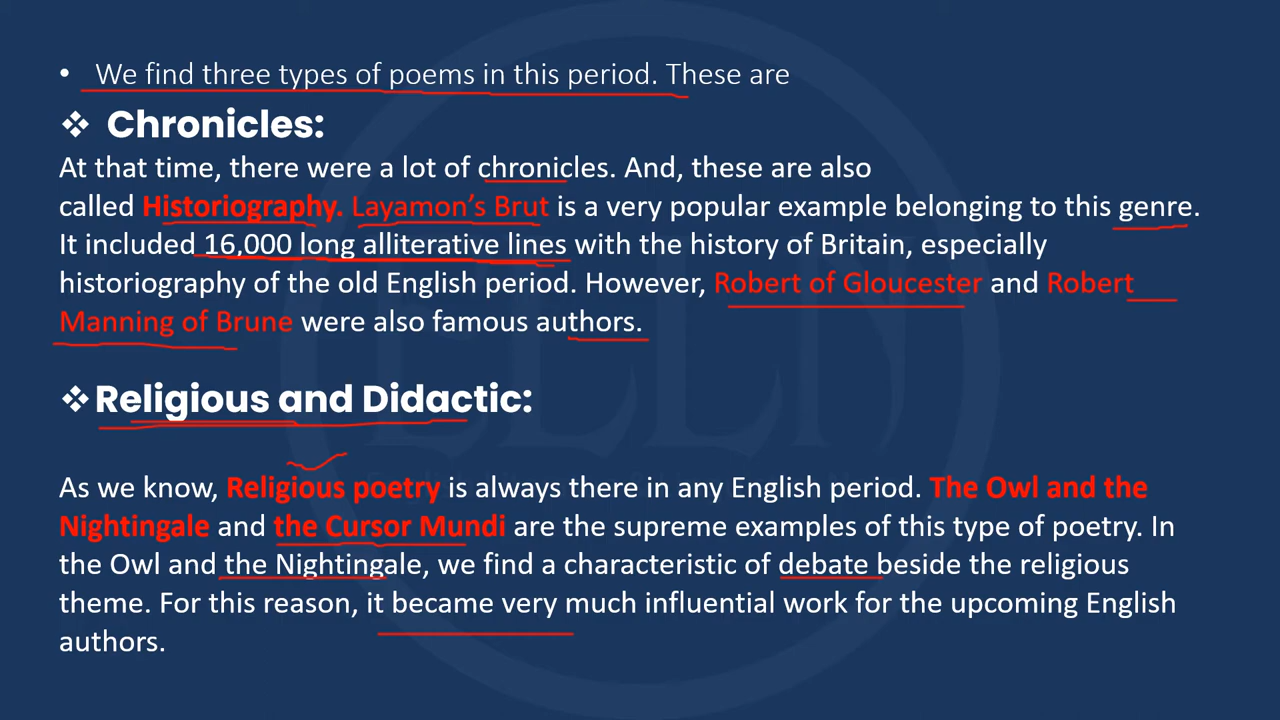 • We find three types of poems in this period. These are
❖ Chronicles:
At that time, there were a lot of chronicles. And, these are also
called Historiography. Layamon's Brut is a very popular example belonging to this genre.
It included 16,000 long alliterative lines with the history of Britain, especially
historiography of the old English period. However, Robert of Gloucester and Robert
Manning of Brune were also famous authors.
❖Religious and Didactic:
As we know, Religious poetry is always there in any English period. The Owl and the
Nightingale and the Cursor Mundi are the supreme examples of this type of poetry. In
the Owl and the Nightingale, we find a characteristic of debate beside the religious
theme. For this reason, it became very much influential work for the upcoming English
authors.
ELLN